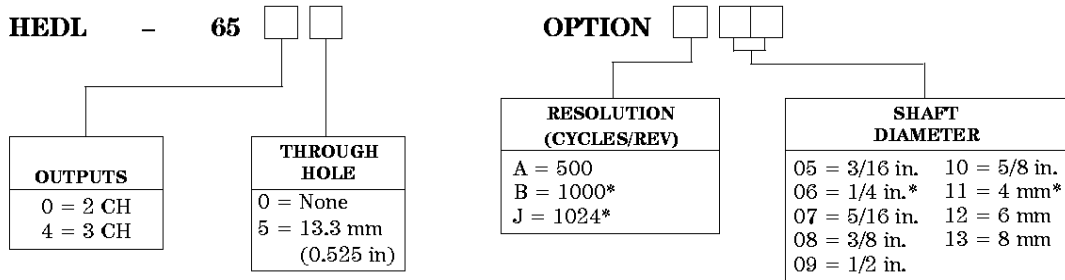 HEDL – 65
OPTION
OUTPUTS
0 = 2 CH
4 = 3 CH
THROUGH
HOLE
0 = None
5 = 13.3 mm
(0.525 in)
RESOLUTION
(CYCLES/REV)
A = 500
B = 1000*
J = 1024*
SHAFT
DIAMETER
05 = 3/16 in.
06 = 1/4 in.*
07 = 5/16 in.
08 = 3/8 in.
09 = 1/2 in.
10 = 5/8 in.
11 = 4 mm*
12 = 6 mm
13 = 8 mm